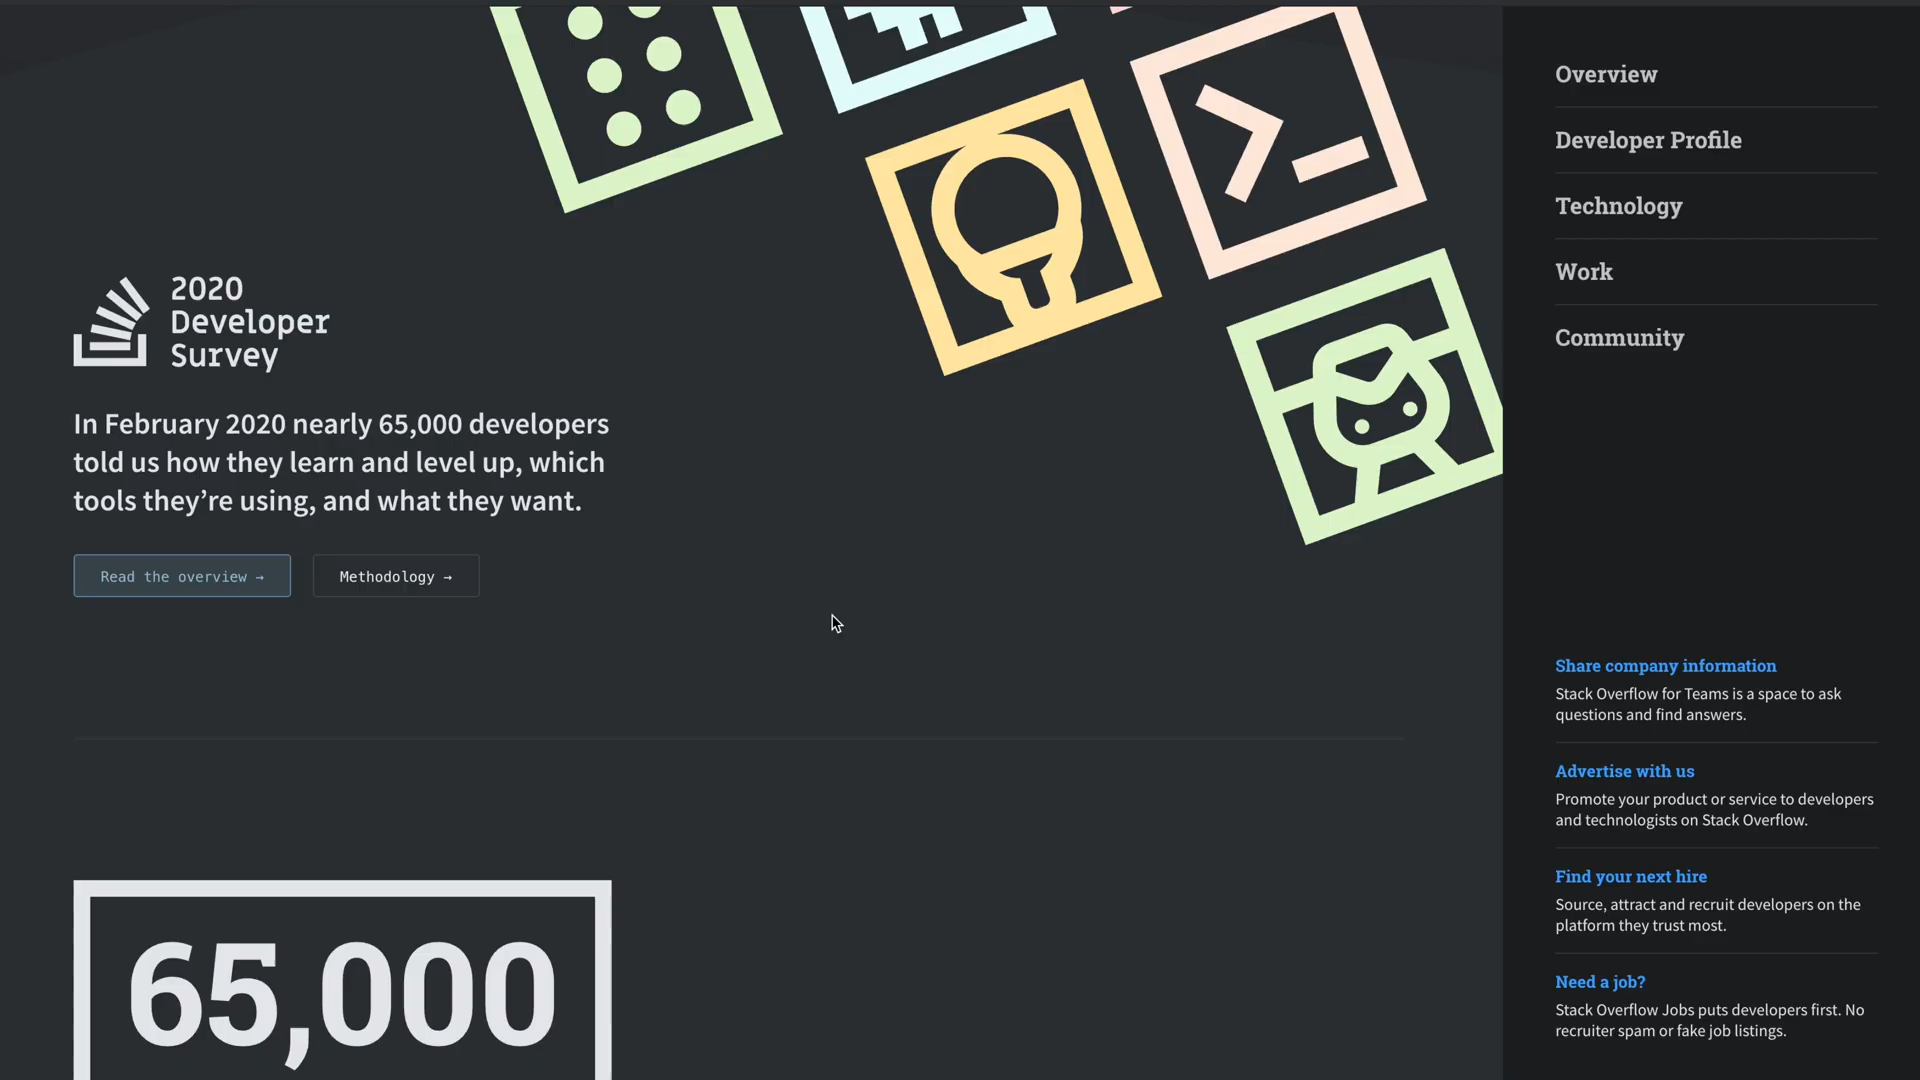 2020
Developer
Survey
In February 2020 nearly 65,000 developers
told us how they learn and level up, which
tools they’re using, and what they want.
Read the overview →
Methodology →
65,000
Overview
Developer Profile
Technology
Work
Community
Share company information
Stack Overflow for Teams is a space to ask
questions and find answers.
Advertise with us
Promote your product or service to developers
and technologists on Stack Overflow.
Find your next hire
Source, attract and recruit developers on the
platform they trust most.
Need a job?
Stack Overflow Jobs puts developers first. No
recruiter spam or fake job listings.